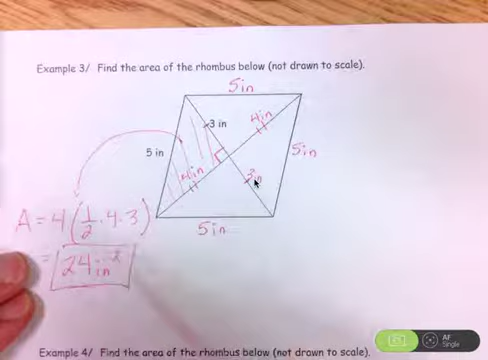 Example 3/ Find the area of the rhombus below (not drawn to scale).
5in
3 in
4in
5 in
5in
4in
3in
A = 4(1/2 · 4 · 3)
5in
= 24in²
Example 4/ Find the area of the rhombus below (not drawn to scale).
AF
Single